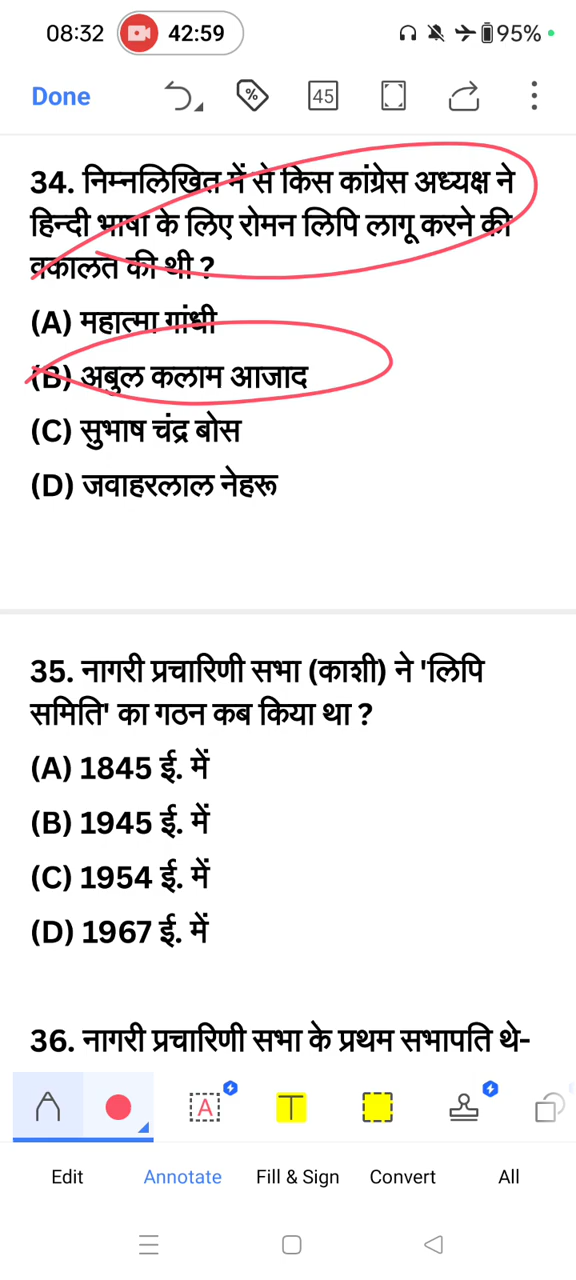 08:32 42:59 95%
Done % 45
34. निम्नलिखित में से किस कांग्रेस अध्यक्ष ने
हिन्दी भाषा के लिए रोमन लिपि लागू करने की
वकालत की थी ?
(A) महात्मा गांधी
(B) अबुल कलाम आजाद
(C) सुभाष चंद्र बोस
(D) जवाहरलाल नेहरू
35. नागरी प्रचारिणी सभा (काशी) ने 'लिपि
समिति' का गठन कब किया था ?
(A) 1845 ई. में
(B) 1945 ई. में
(C) 1954 ई. में
(D) 1967 ई. में
36. नागरी प्रचारिणी सभा के प्रथम सभापति थे-
A T
Edit Annotate Fill & Sign Convert All